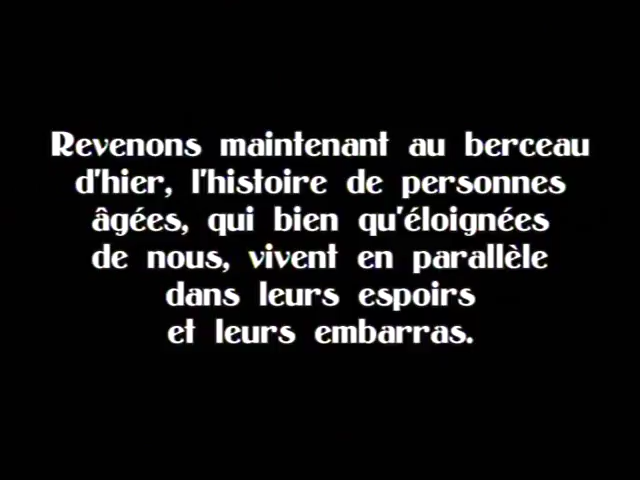 Revenons maintenant au berceau
d'hier, l'histoire de personnes
âgées, qui bien qu'éloignées
de nous, vivent en parallèle
dans leurs espoirs
et leurs embarras.